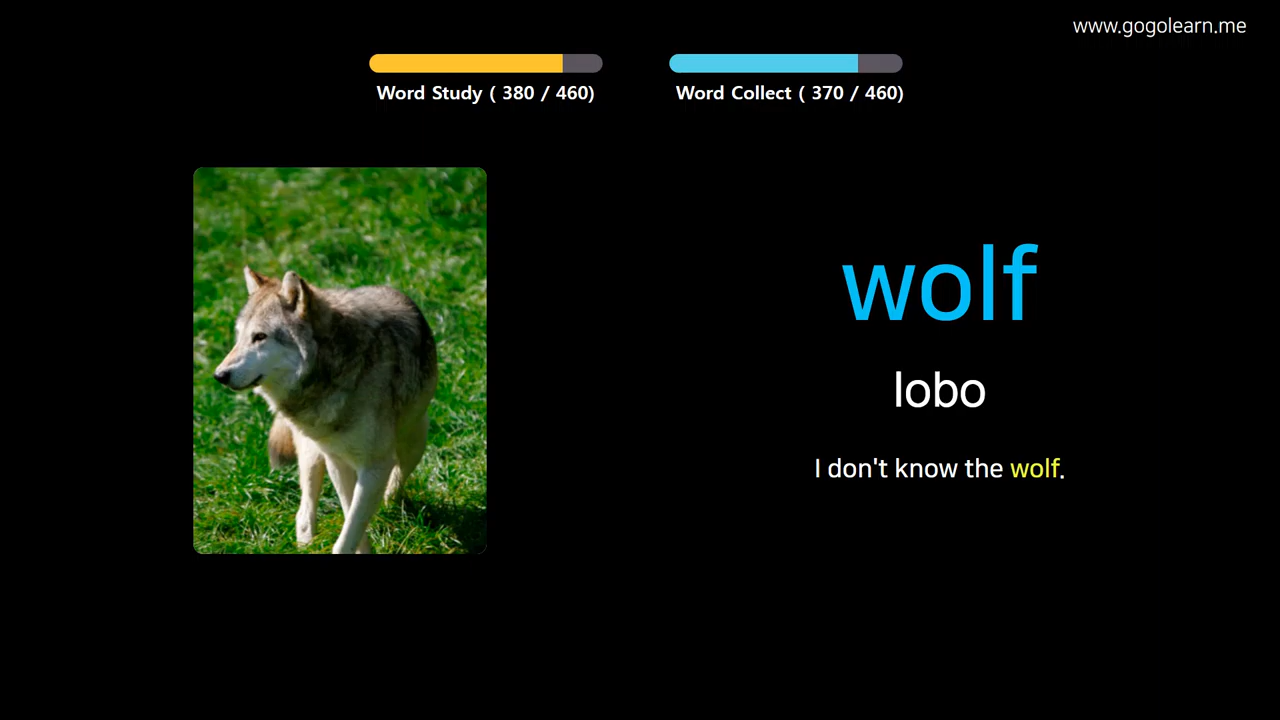 www.gogolearn.me
Word Study ( 380 / 460)
Word Collect ( 370 / 460)
wolf
lobo
I don't know the wolf.